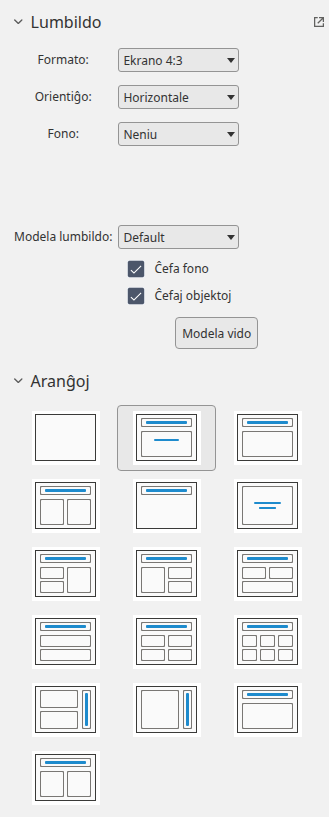 Lumbildo
Formato: Ekrano 4:3
Orientiĝo: Horizontale
Fono: Neniu
Modela lumbildo: Default
Ĉefa fono
Ĉefaj objektoj
Modela vido
Aranĝoj